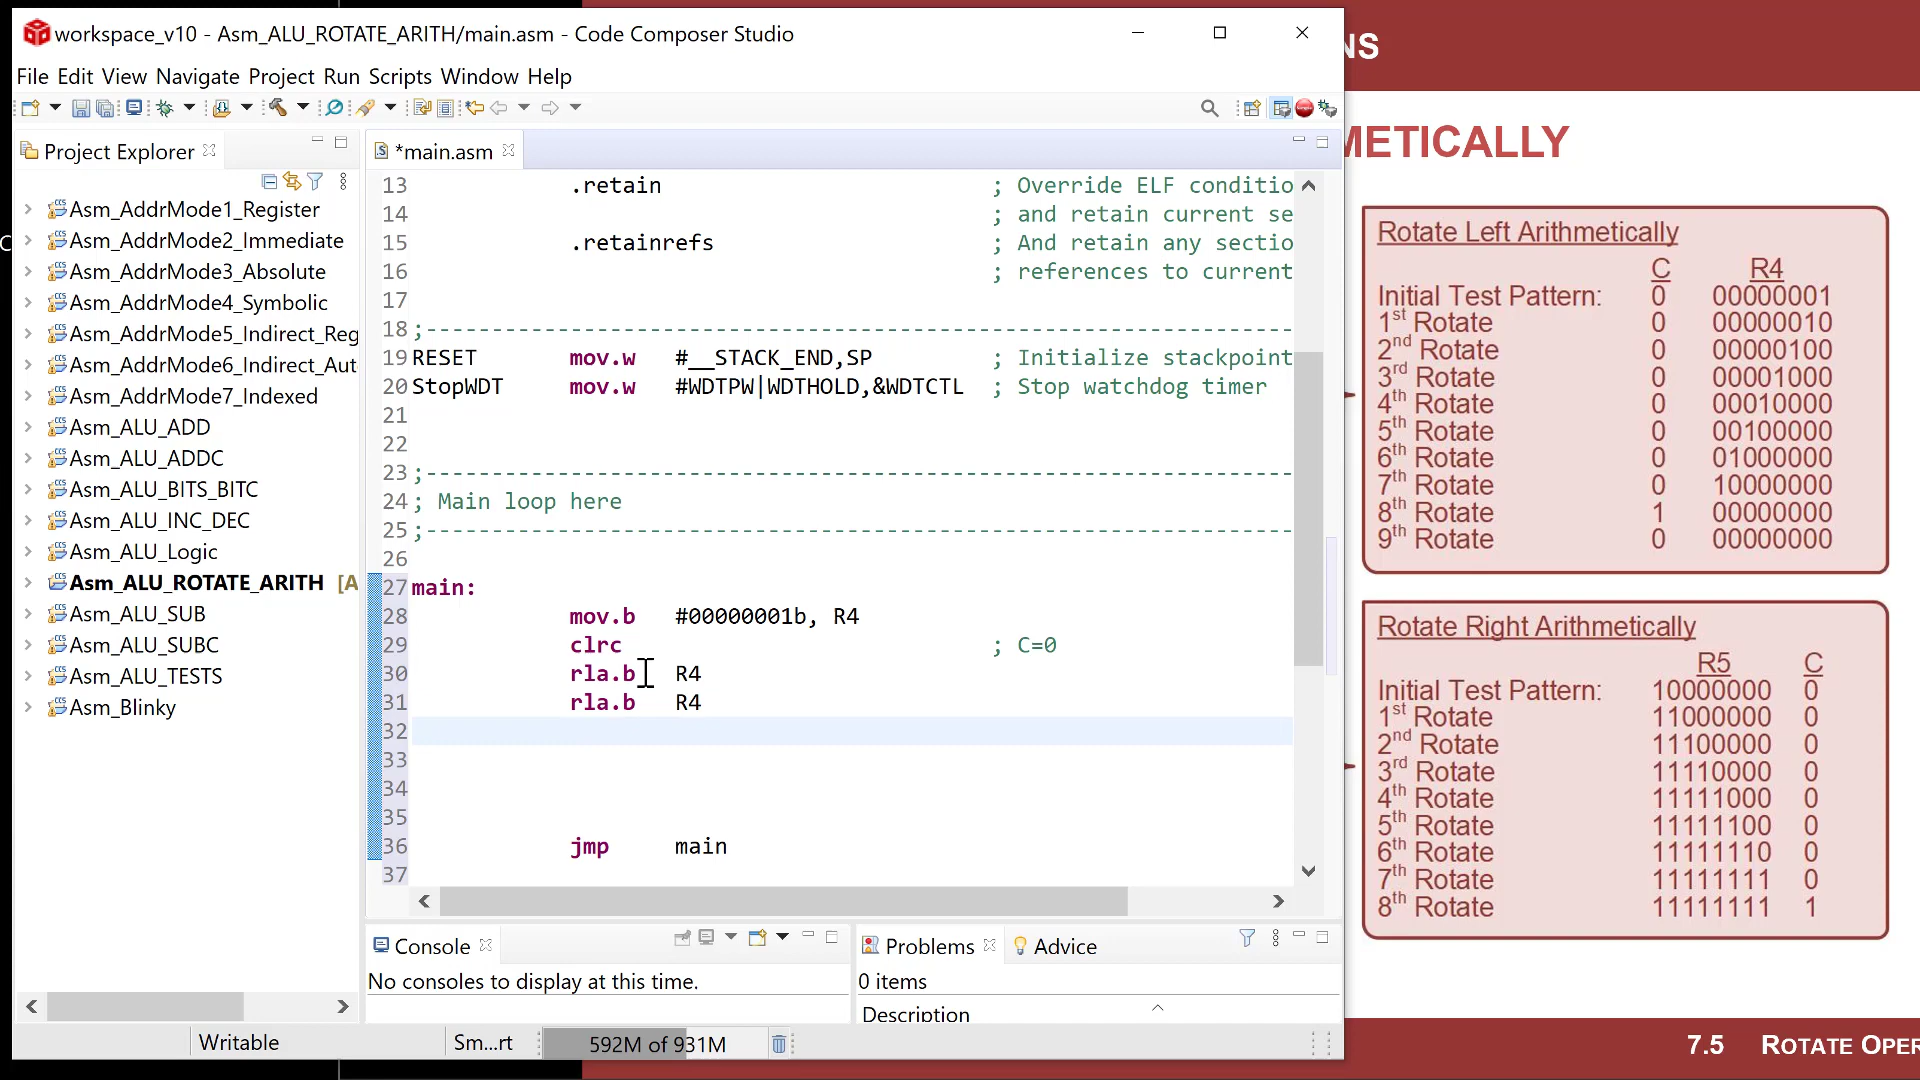 workspace_v10 - Asm_ALU_ROTATE_ARITH/main.asm - Code Composer Studio
File Edit View Navigate Project Run Scripts Window Help
Project Explorer
Asm_AddrMode1_Register
Asm_AddrMode2_Immediate
Asm_AddrMode3_Absolute
Asm_AddrMode4_Symbolic
Asm_AddrMode5_Indirect_Reg
Asm_AddrMode6_Indirect_Aut
Asm_AddrMode7_Indexed
Asm_ALU_ADD
Asm_ALU_ADDC
Asm_ALU_BITS_BITC
Asm_ALU_INC_DEC
Asm_ALU_Logic
Asm_ALU_ROTATE_ARITH [A
Asm_ALU_SUB
Asm_ALU_SUBC
Asm_ALU_TESTS
Asm_Blinky
*main.asm
13 .retain ; Override ELF conditio
14 ; and retain current se
15 .retainrefs ; And retain any sectio
16 ; references to current
17
18 ;-------------------------------------------------------
19 RESET mov.w #__STACK_END,SP ; Initialize stackpoint
20 StopWDT mov.w #WDTPW|WDTHOLD,&WDTCTL ; Stop watchdog timer
21
22
23 ;-------------------------------------------------------
24 ; Main loop here
25 ;-------------------------------------------------------
26
27 main:
28 mov.b #00000001b, R4
29 clrc ; C=0
30 rla.b R4
31 rla.b R4
32
33
34
35
36 jmp main
37
Console
No consoles to display at this time.
Problems Advice
0 items
Description
Writable Sm...rt 592M of 931M
NS
METICALLY
Rotate Left Arithmetically
C R4
Initial Test Pattern: 0 00000001
1st Rotate 0 00000010
2nd Rotate 0 00000100
3rd Rotate 0 00001000
4th Rotate 0 00010000
5th Rotate 0 00100000
6th Rotate 0 01000000
7th Rotate 0 10000000
8th Rotate 1 00000000
9th Rotate 0 00000000
Rotate Right Arithmetically
R5 C
Initial Test Pattern: 10000000 0
1st Rotate 11000000 0
2nd Rotate 11100000 0
3rd Rotate 11110000 0
4th Rotate 11111000 0
5th Rotate 11111100 0
6th Rotate 11111110 0
7th Rotate 11111111 0
8th Rotate 11111111 1
7.5 ROTATE OPER